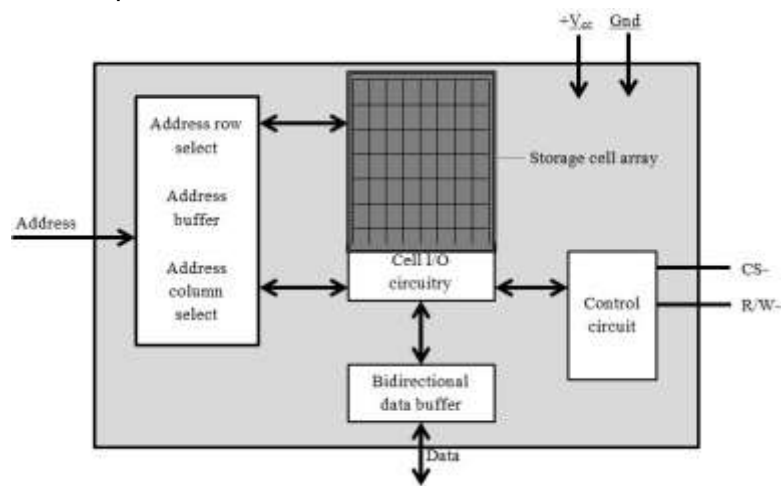 +Vcc Gnd
Address row
select
Storage cell array
Address
buffer
Address
Address
column
select
Cell I/O
circuitry
CS-
Control
circuit
R/W-
Bidirectional
data buffer
Data